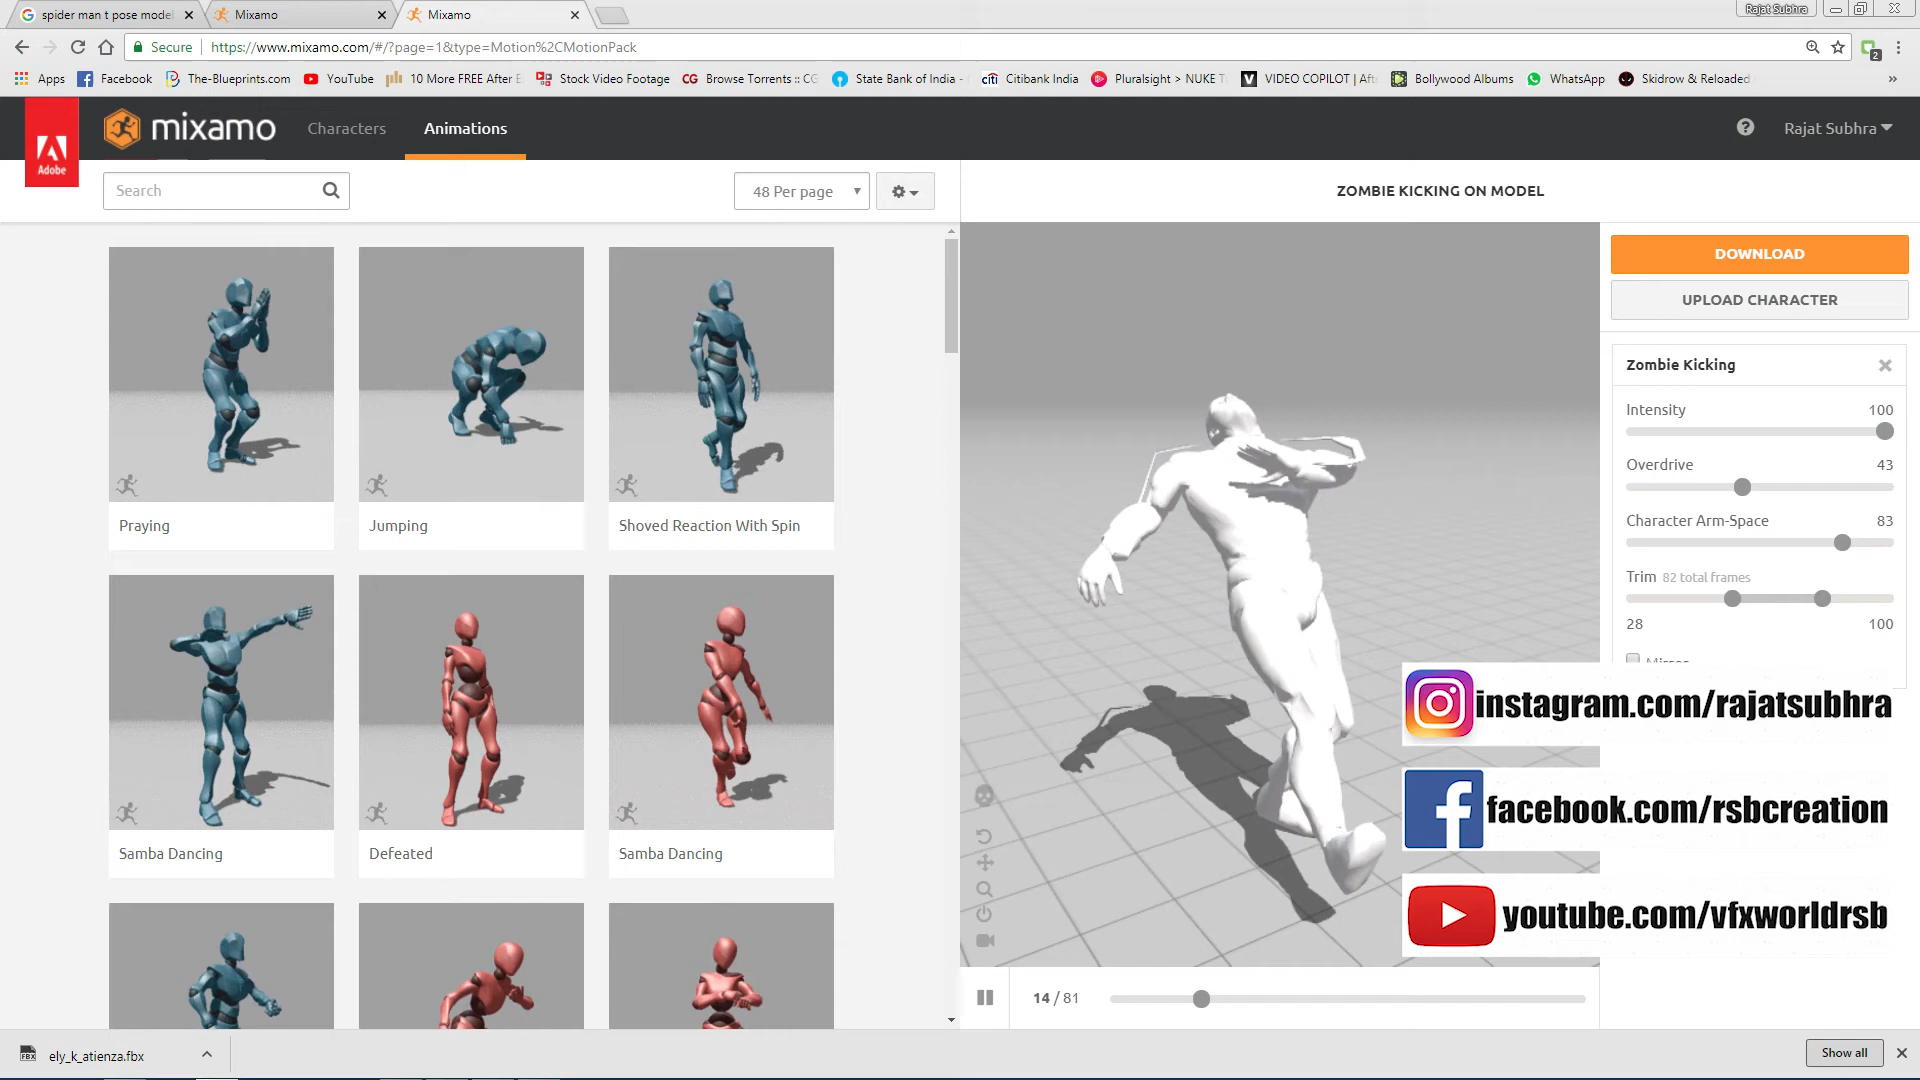 spider man t pose model
Mixamo
Mixamo
Rajat Subhra
Secure
https://www.mixamo.com/#/?page=1&type=Motion%2CMotionPack
2
Apps
Facebook
The-Blueprints.com
YouTube
10 More FREE After E
Stock Video Footage
CG Browse Torrents :: CG
State Bank of India -
citi Citibank India
Pluralsight > NUKE T
V VIDEO COPILOT | Aft
Bollywood Albums
WhatsApp
Skidrow & Reloaded
»
Adobe
mixamo
Characters
Animations
Rajat Subhra
Search
48 Per page
ZOMBIE KICKING ON MODEL
DOWNLOAD
UPLOAD CHARACTER
Praying
Jumping
Shoved Reaction With Spin
Samba Dancing
Defeated
Samba Dancing
Zombie Kicking
Intensity 100
Overdrive 43
Character Arm-Space 83
Trim 82 total frames
28 100
Mirror
instagram.com/rajatsubhra
facebook.com/rsbcreation
youtube.com/vfxworldrsb
14 / 81
FBX
ely_k_atienza.fbx
Show all